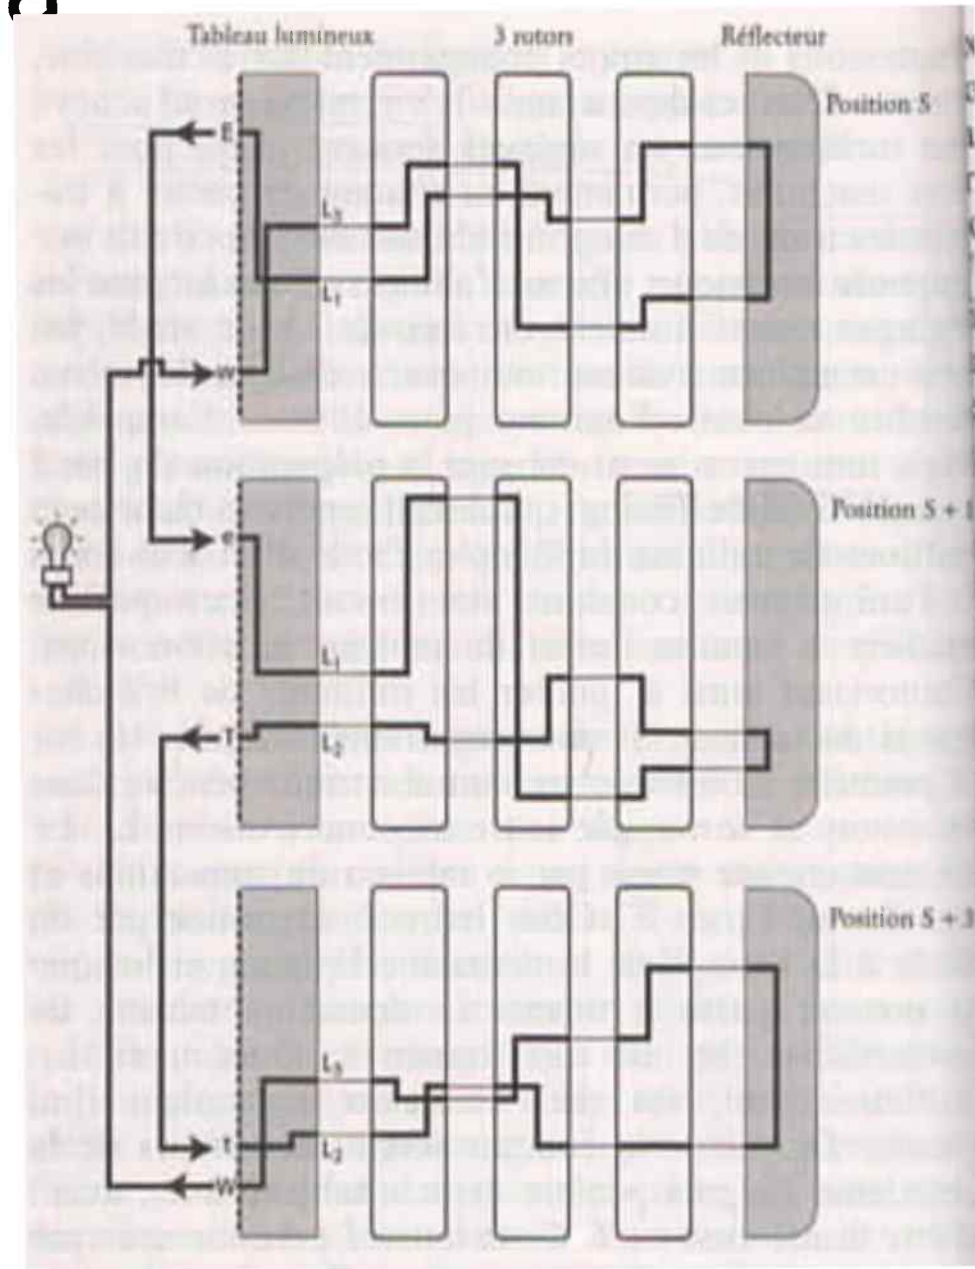 Tableau lumineux 3 rotors Réflecteur
Position S
E
L3
L1
w
Position S + 1
e
L1
T
L2
Position S + 3
L3
t
L2
W